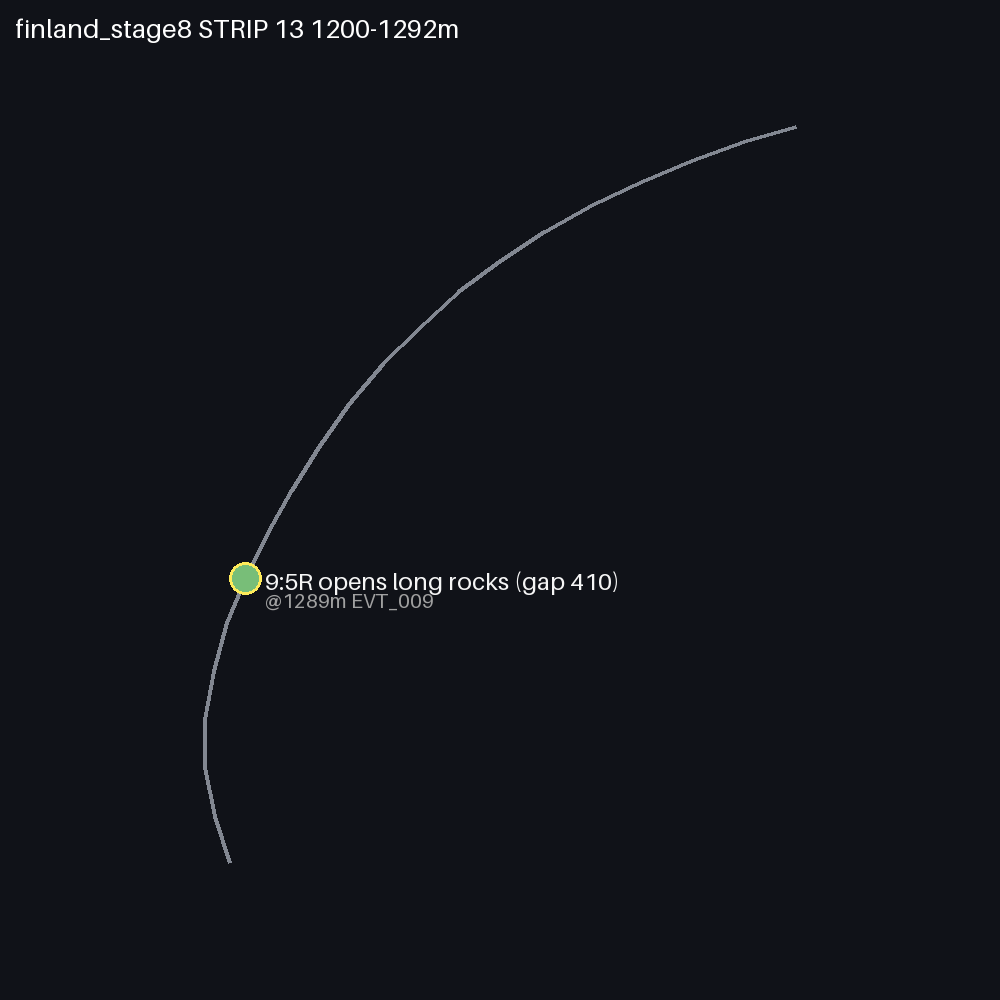 finland_stage8 STRIP 13 1200-1292m
9:5R opens long rocks (gap 410)
@1289m EVT_009